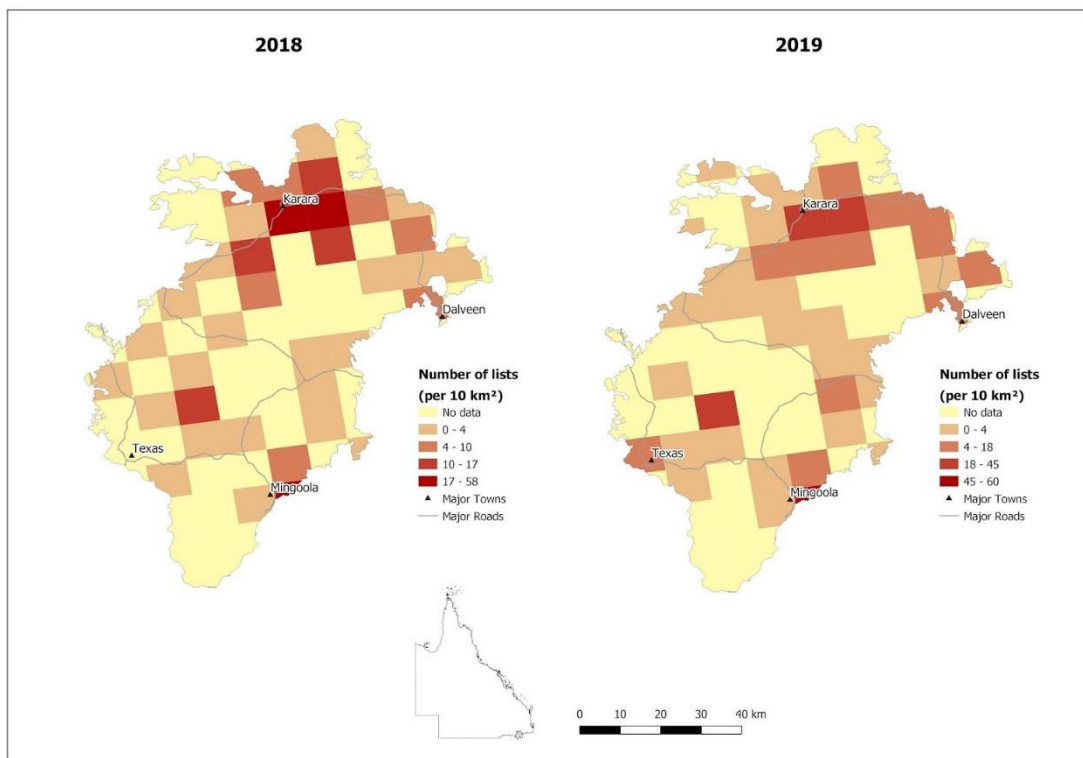 2018
Karara
Dalveen
Number of lists
(per 10 km²)
No data
0 - 4
4 - 10
10 - 17
17 - 58
Major Towns
Major Roads
Texas
Mingoola
2019
Karara
Dalveen
Number of lists
(per 10 km²)
No data
0 - 4
4 - 18
18 - 45
45 - 60
Major Towns
Major Roads
Texas
Mingoola
0 10 20 30 40 km